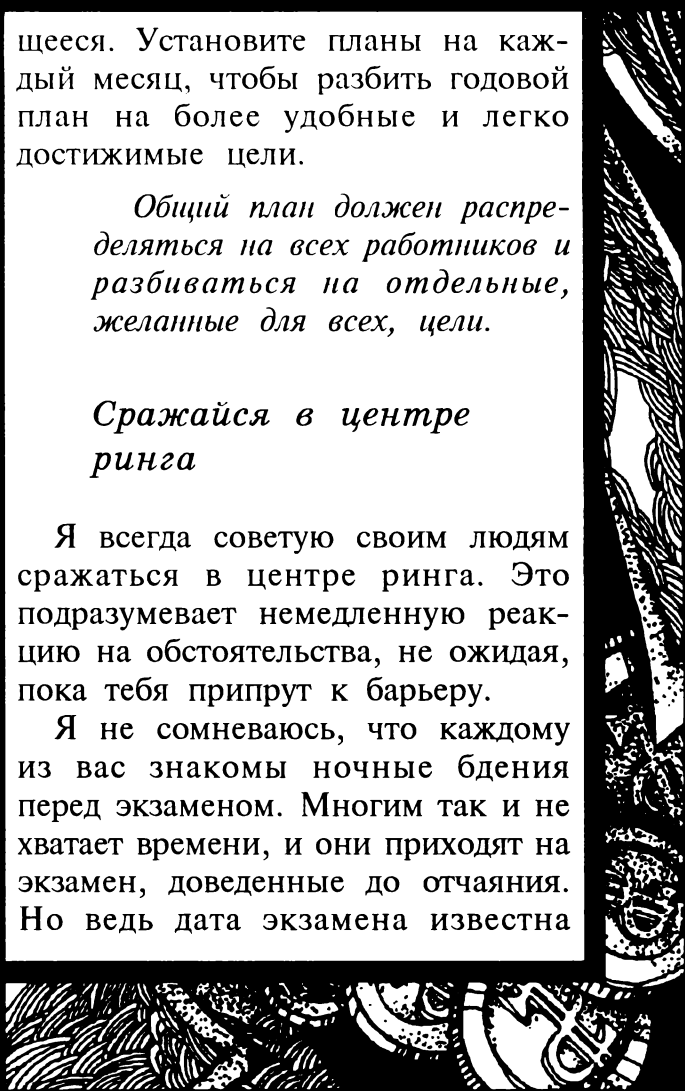 щееся. Установите планы на каж-
дый месяц, чтобы разбить годовой
план на более удобные и легко
достижимые цели.
Общий план должен распре-
деляться на всех работников и
разбиваться на отдельные,
желанные для всех, цели.
Сражайся в центре
ринга
Я всегда советую своим людям
сражаться в центре ринга. Это
подразумевает немедленную реак-
цию на обстоятельства, не ожидая,
пока тебя припрут к барьеру.
Я не сомневаюсь, что каждому
из вас знакомы ночные бдения
перед экзаменом. Многим так и не
хватает времени, и они приходят на
экзамен, доведенные до отчаяния.
Но ведь дата экзамена известна